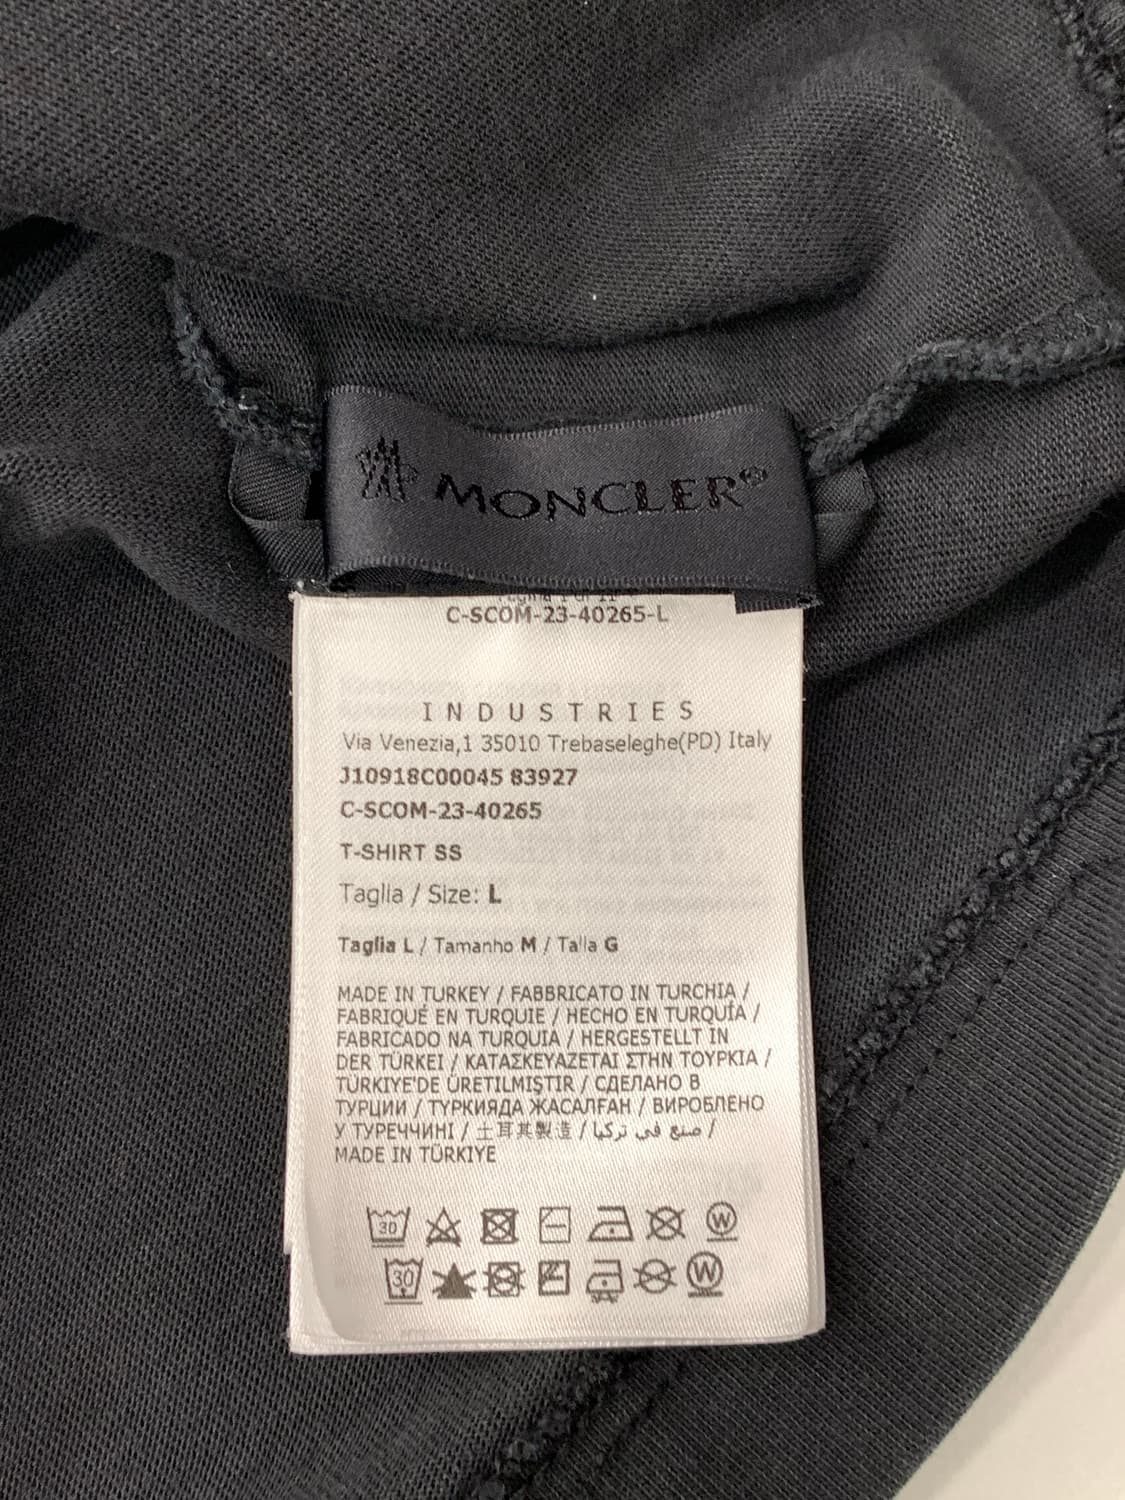 MONCLER®
C-SCOM-23-40265-L
INDUSTRIES
Via Venezia,1 35010 Trebaseleghe(PD) Italy
J10918C00045 83927
C-SCOM-23-40265
T-SHIRT SS
Taglia / Size: L
Taglia L / Tamanho M / Talla G
MADE IN TURKEY / FABBRICATO IN TURCHIA /
FABRIQUÉ EN TURQUIE / HECHO EN TURQUÍA /
FABRICADO NA TURQUIA / HERGESTELLT IN
DER TÜRKEI / ΚΑΤΑΣΚΕΥΑΖΕΤΑΙ ΣΤΗΝ ΤΟΥΡΚΙΑ /
TÜRKIYE'DE ÜRETILMIŞTIR / СДЕЛАНО В
ТУРЦИИ / ТҮРКИЯДА ЖАСАЛҒАН / ВИРОБЛЕНО
У ТУРЕЧЧИНІ / 土耳其製造 / صنع في تركيا /
MADE IN TÜRKIYE
30 W
30 W